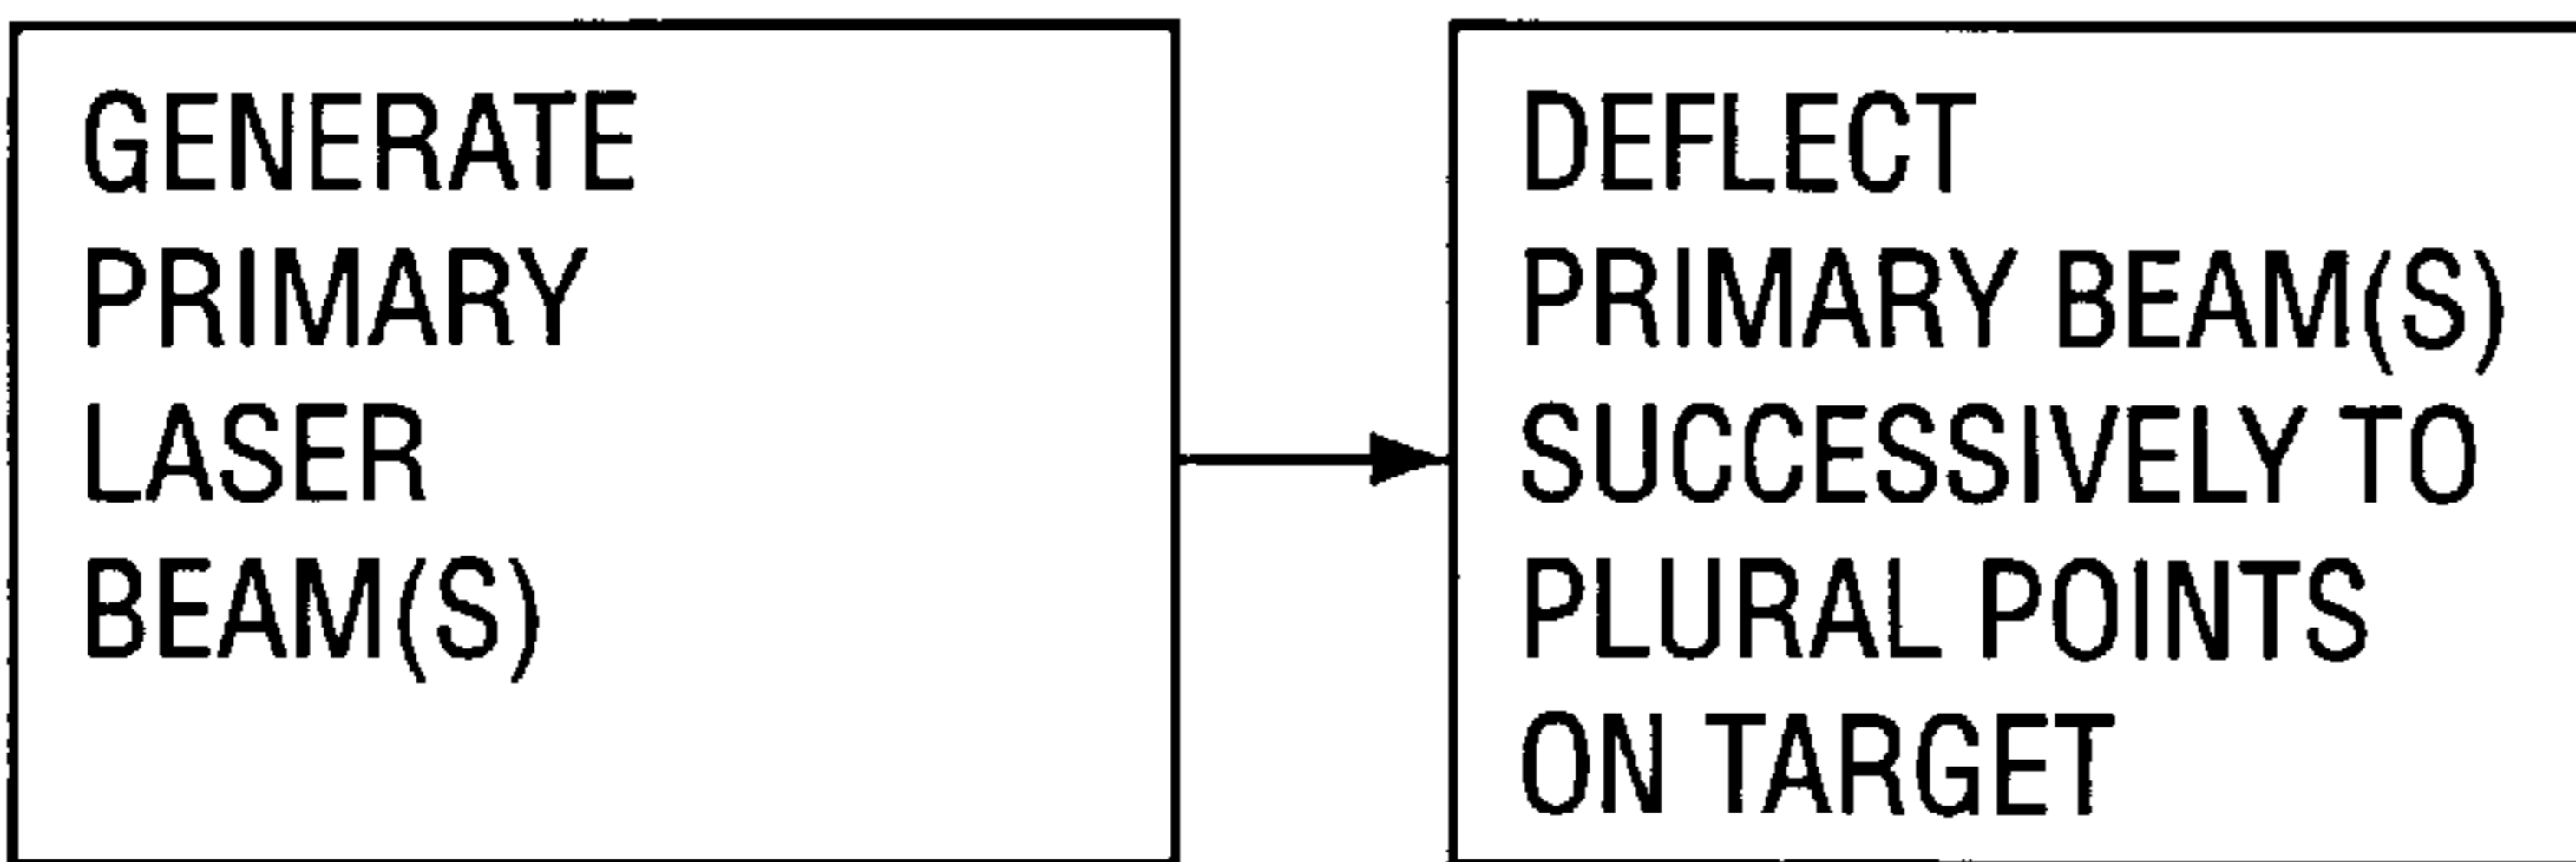 GENERATE
PRIMARY
LASER
BEAM(S)
DEFLECT
PRIMARY BEAM(S)
SUCCESSIVELY TO
PLURAL POINTS
ON TARGET